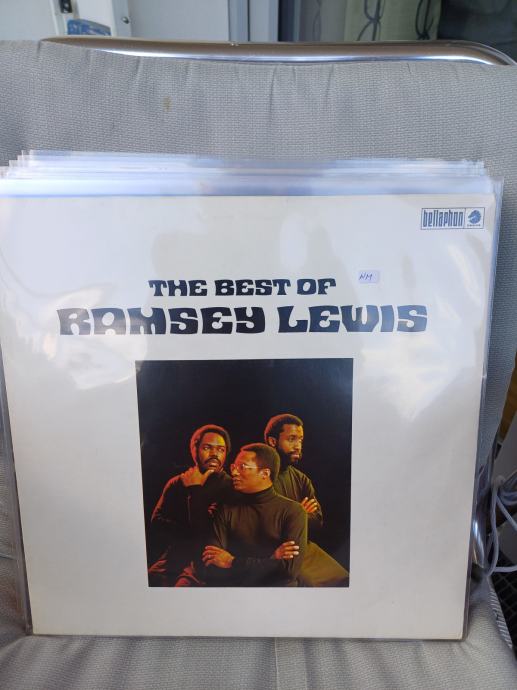 bellaphon
THE BEST OF
NM
RAMSEY LEWIS